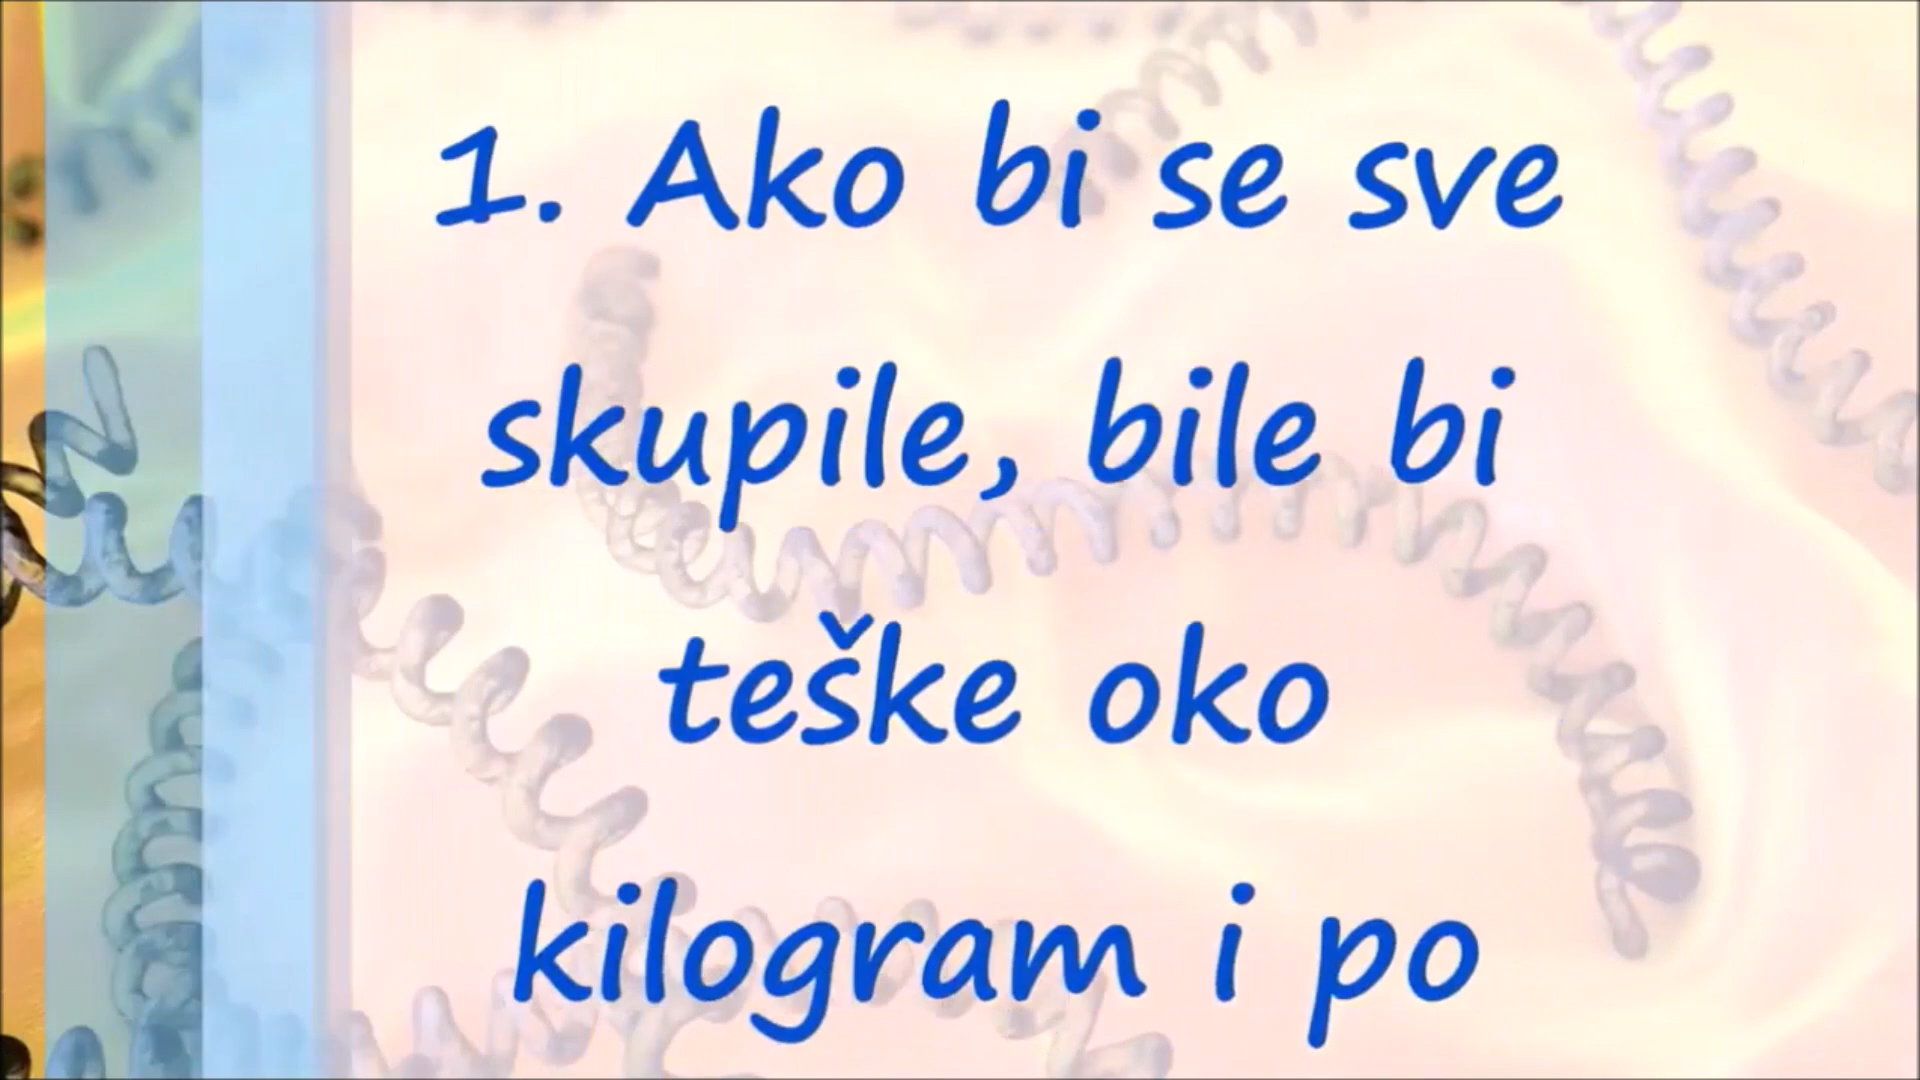 1. Ako bi se sve
skupile, bile bi
teške oko
kilogram i po